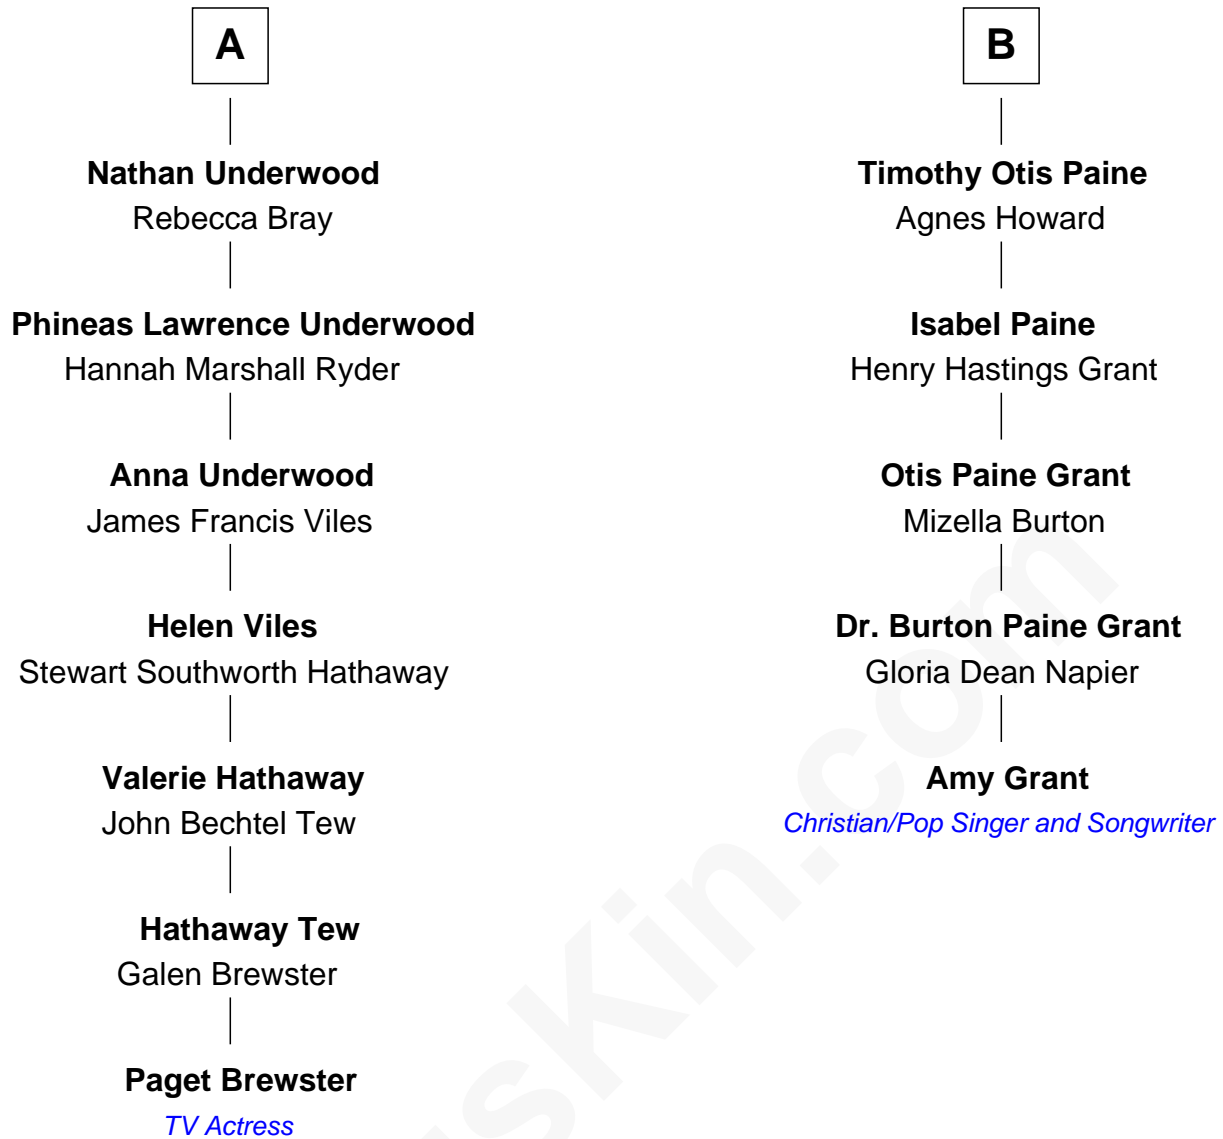 A
Nathan Underwood
Rebecca Bray
Phineas Lawrence Underwood
Hannah Marshall Ryder
Anna Underwood
James Francis Viles
Helen Viles
Stewart Southworth Hathaway
Valerie Hathaway
John Bechtel Tew
Hathaway Tew
Galen Brewster
Paget Brewster
TV Actress
B
Timothy Otis Paine
Agnes Howard
Isabel Paine
Henry Hastings Grant
Otis Paine Grant
Mizella Burton
Dr. Burton Paine Grant
Gloria Dean Napier
Amy Grant
Christian/Pop Singer and Songwriter
sKin.com